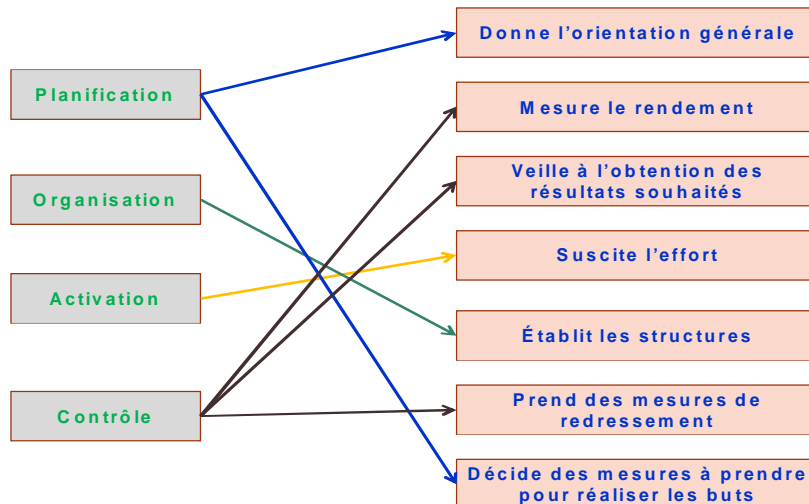 Planification
Organisation
Activation
Contrôle
Donne l’orientation générale
Mesure le rendement
Veille à l’obtention des
résultats souhaités
Suscite l’effort
Établit les structures
Prend des mesures de
redressement
Décide des mesures à prendre
pour réaliser les buts